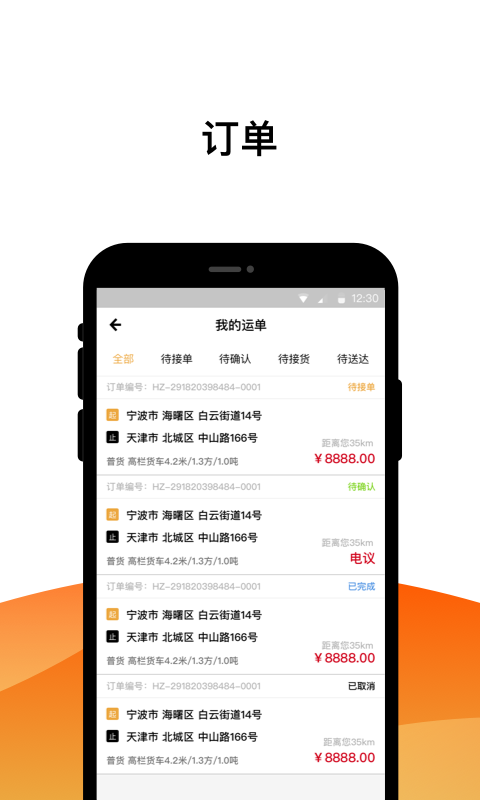 订单
12:30
我的运单
全部 待接单 待确认 待接货 待送达
订单编号：HZ-291820398484-0001 待接单
起 宁波市 海曙区 白云街道14号
止 天津市 北城区 中山路166号
距离您35km
普货 高栏货车4.2米/1.3方/1.0吨 ¥8888.00
订单编号：HZ-291820398484-0001 待确认
起 宁波市 海曙区 白云街道14号
止 天津市 北城区 中山路166号
距离您35km
普货 高栏货车4.2米/1.3方/1.0吨 电议
订单编号：HZ-291820398484-0001 已完成
起 宁波市 海曙区 白云街道14号
止 天津市 北城区 中山路166号
距离您35km
普货 高栏货车4.2米/1.3方/1.0吨 ¥8888.00
订单编号：HZ-291820398484-0001 已取消
起 宁波市 海曙区 白云街道14号
止 天津市 北城区 中山路166号
距离您35km
普货 高栏货车4.2米/1.3方/1.0吨 ¥8888.00